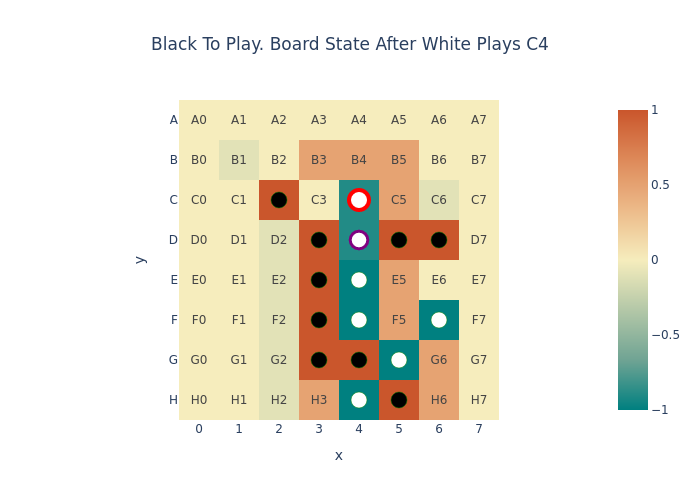 Black To Play. Board State After White Plays C4
A A0 A1 A2 A3 A4 A5 A6 A7
B B0 B1 B2 B3 B4 B5 B6 B7
C C0 C1 C3 C5 C6 C7
D D0 D1 D2 D7
E E0 E1 E2 E5 E6 E7
F F0 F1 F2 F5 F7
G G0 G1 G2 G6 G7
H H0 H1 H2 H3 H6 H7
0 1 2 3 4 5 6 7
x
y
1
0.5
0
−0.5
−1